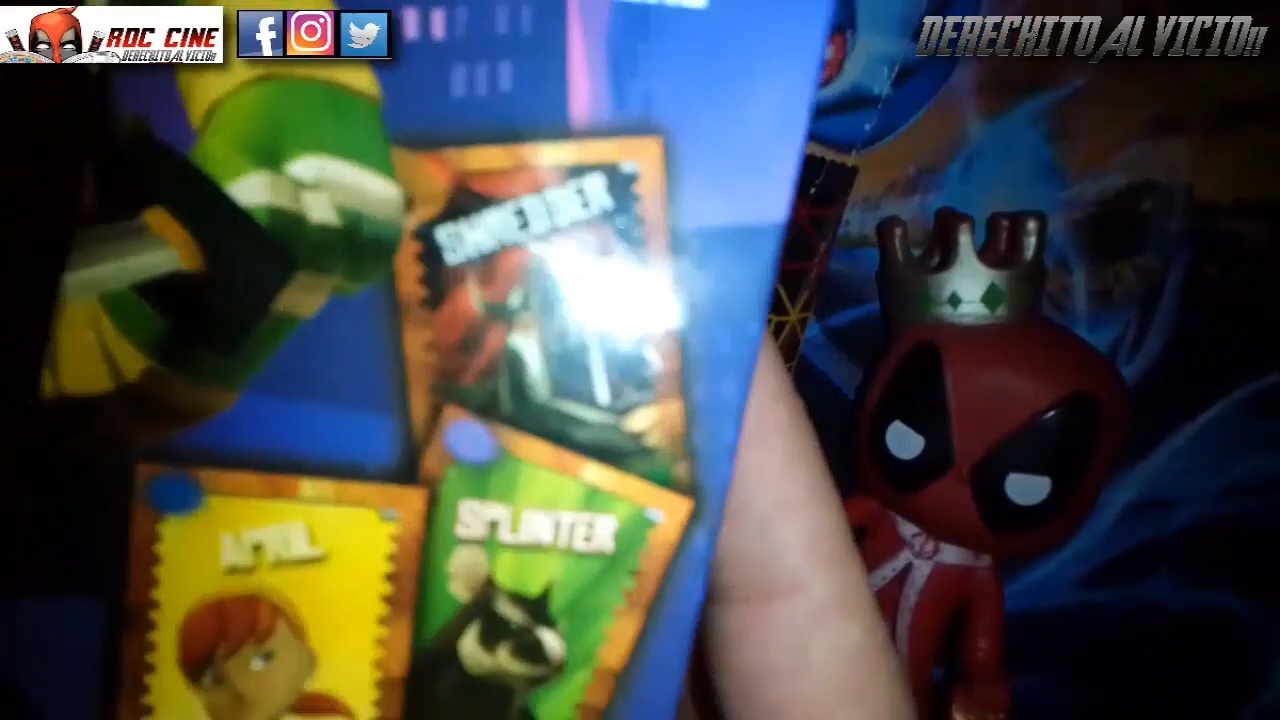 ROC CINE
DERECHITO AL VICIO!!
DERECHITO AL VICIO!!
SHREDDER
SPLINTER
APRIL